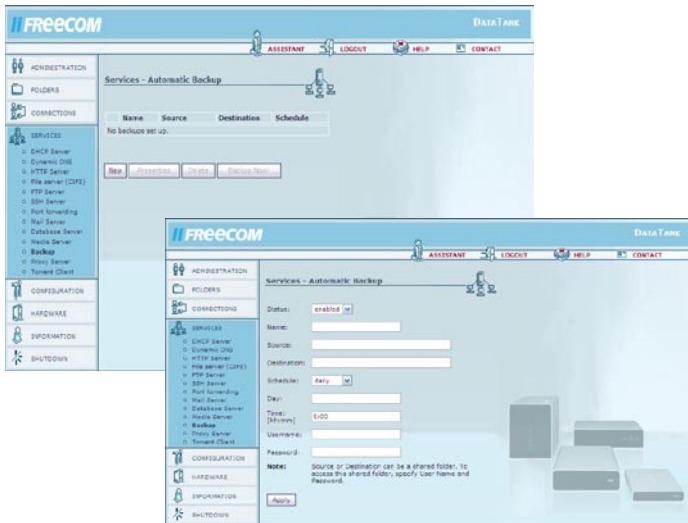 FREECOM
DATATANK
ASSISTANT LOGOUT HELP CONTACT
ADMINISTRATION
FOLDERS
CONNECTIONS
SERVICES
DHCP Server
Dynamic DNS
HTTP Server
File server (CIFS)
FTP Server
SSH Server
Port forwarding
Mail Server
Database Server
Media Server
Backup
Proxy Server
Torrent Client
CONFIGURATION
HARDWARE
INFORMATION
SHUTDOWN
Services - Automatic Backup
Name Source Destination Schedule
No backups set up.
New Properties Delete Backup Now!
FREECOM
DATATANK
ASSISTANT LOGOUT HELP CONTACT
ADMINISTRATION
FOLDERS
CONNECTIONS
SERVICES
DHCP Server
Dynamic DNS
HTTP Server
File server (CIFS)
FTP Server
SSH Server
Port forwarding
Mail Server
Database Server
Media Server
Backup
Proxy Server
Torrent Client
CONFIGURATION
HARDWARE
INFORMATION
SHUTDOWN
Services - Automatic Backup
Status: enabled
Name:
Source:
Destination:
Schedule: daily
Day:
Time: [hh:mm] 0:00
Username:
Password:
Note: Source or Destination can be a shared folder. To
access this shared folder, specify User Name and
Password.
Apply